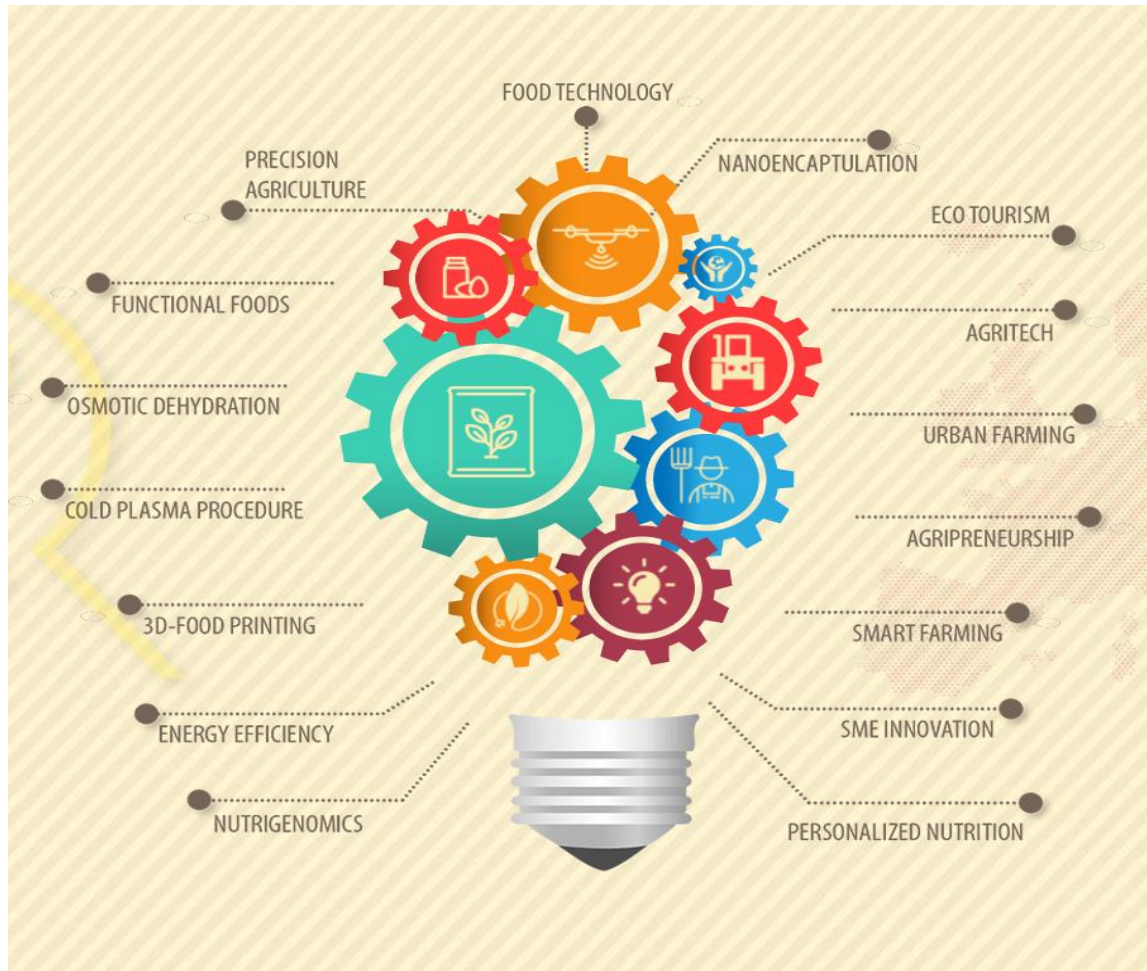 FOOD TECHNOLOGY
PRECISION
AGRICULTURE
NANOENCAPTULATION
ECO TOURISM
FUNCTIONAL FOODS
AGRITECH
OSMOTIC DEHYDRATION
URBAN FARMING
COLD PLASMA PROCEDURE
AGRIPRENEURSHIP
3D-FOOD PRINTING
SMART FARMING
ENERGY EFFICIENCY
SME INNOVATION
NUTRIGENOMICS
PERSONALIZED NUTRITION